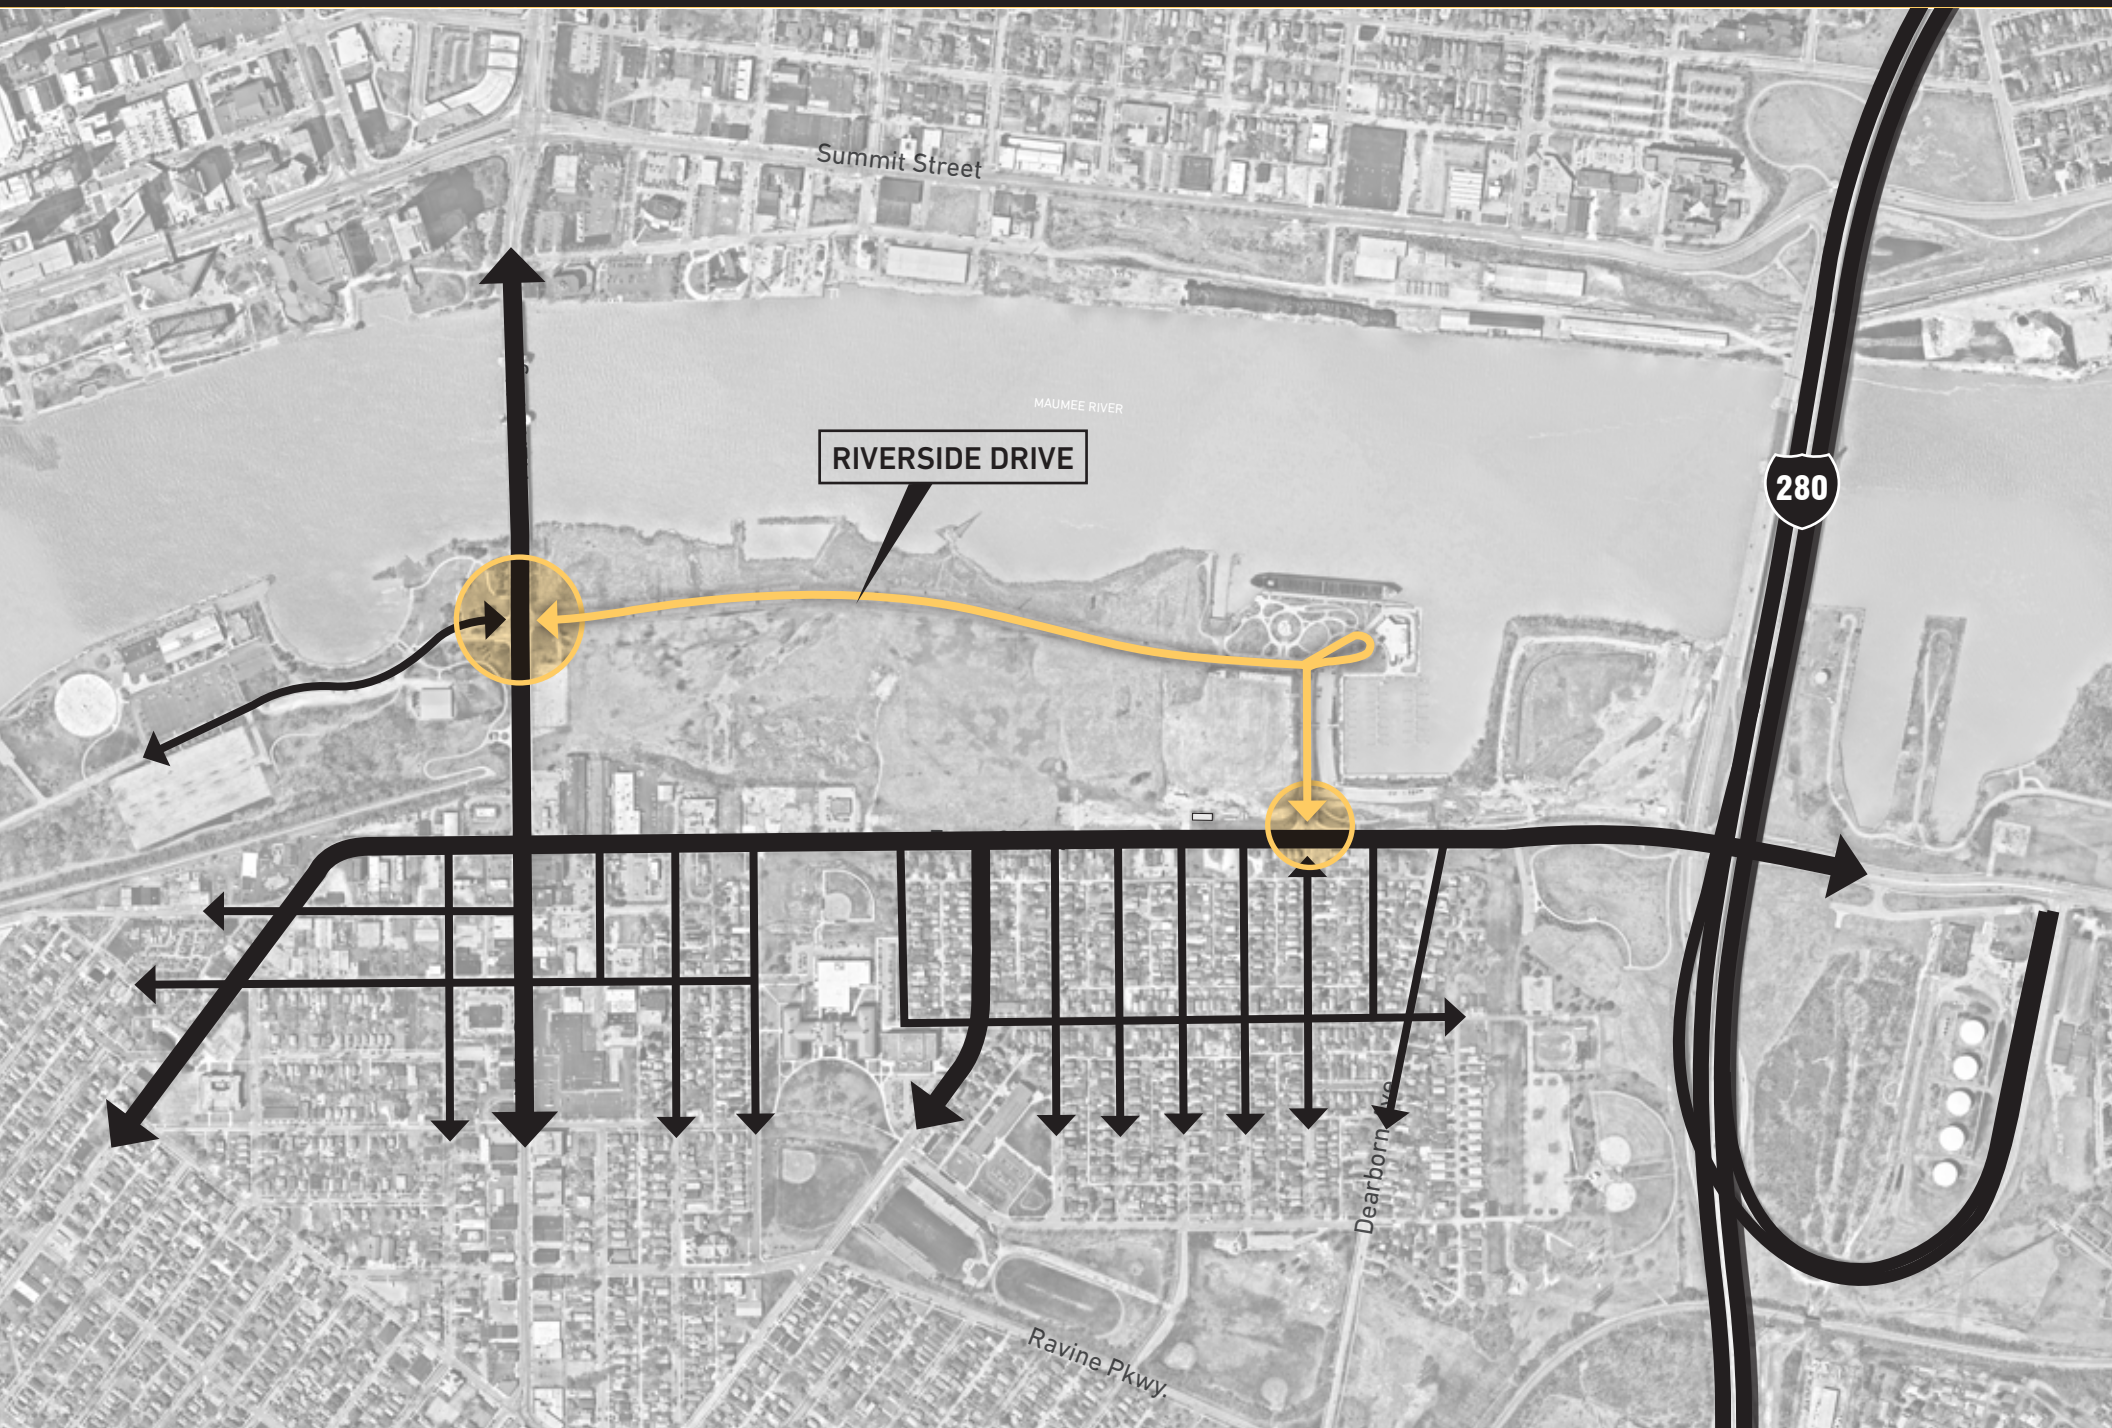 Summit Street
MAUMEE RIVER
RIVERSIDE DRIVE
280
Dearborn
Ravine Pkwy.